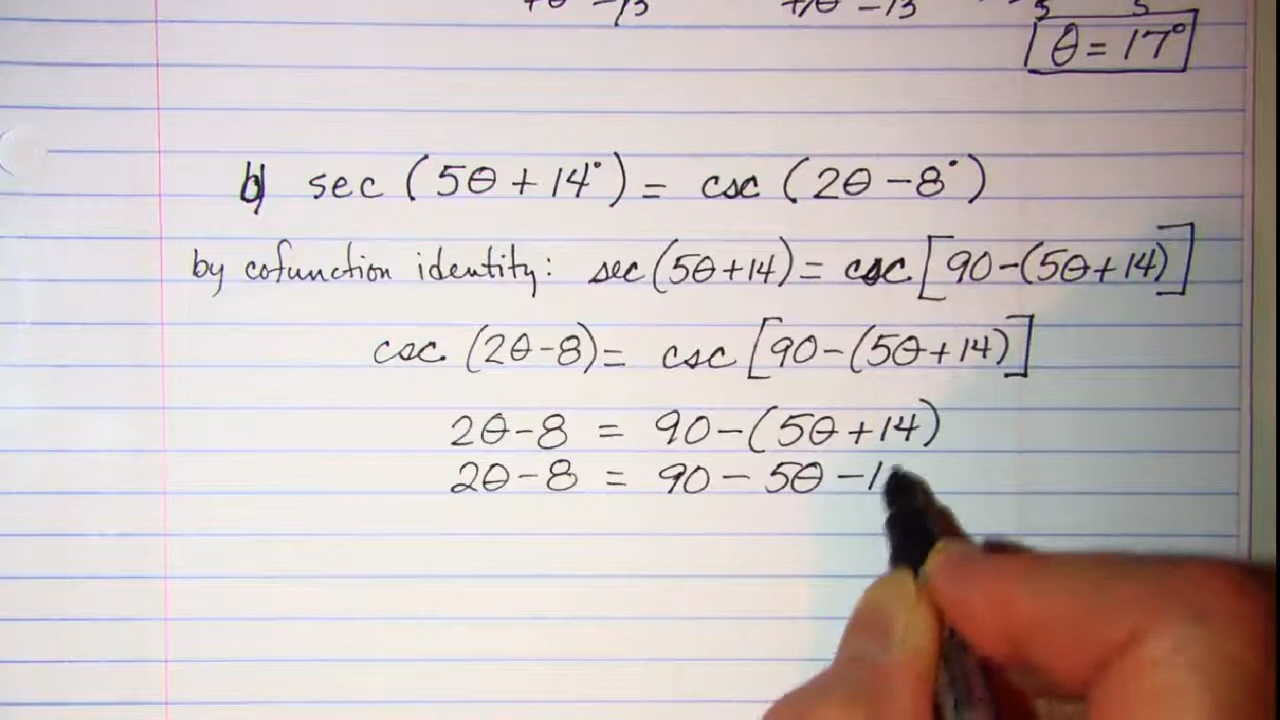 θ = 17°
b) sec (5θ + 14°) = csc (2θ - 8°)
by cofunction identity: sec (5θ + 14) = csc [90 - (5θ + 14)]
csc (2θ - 8) = csc [90 - (5θ + 14)]
2θ - 8 = 90 - (5θ + 14)
2θ - 8 = 90 - 5θ - 1